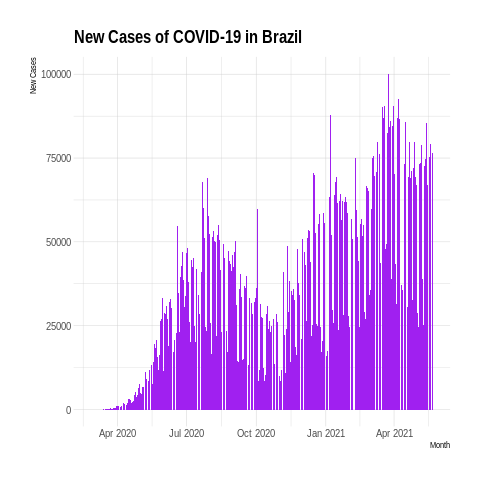 New Cases of COVID-19 in Brazil
New Cases
100000
75000
50000
25000
0
Apr 2020 Jul 2020 Oct 2020 Jan 2021 Apr 2021
Month